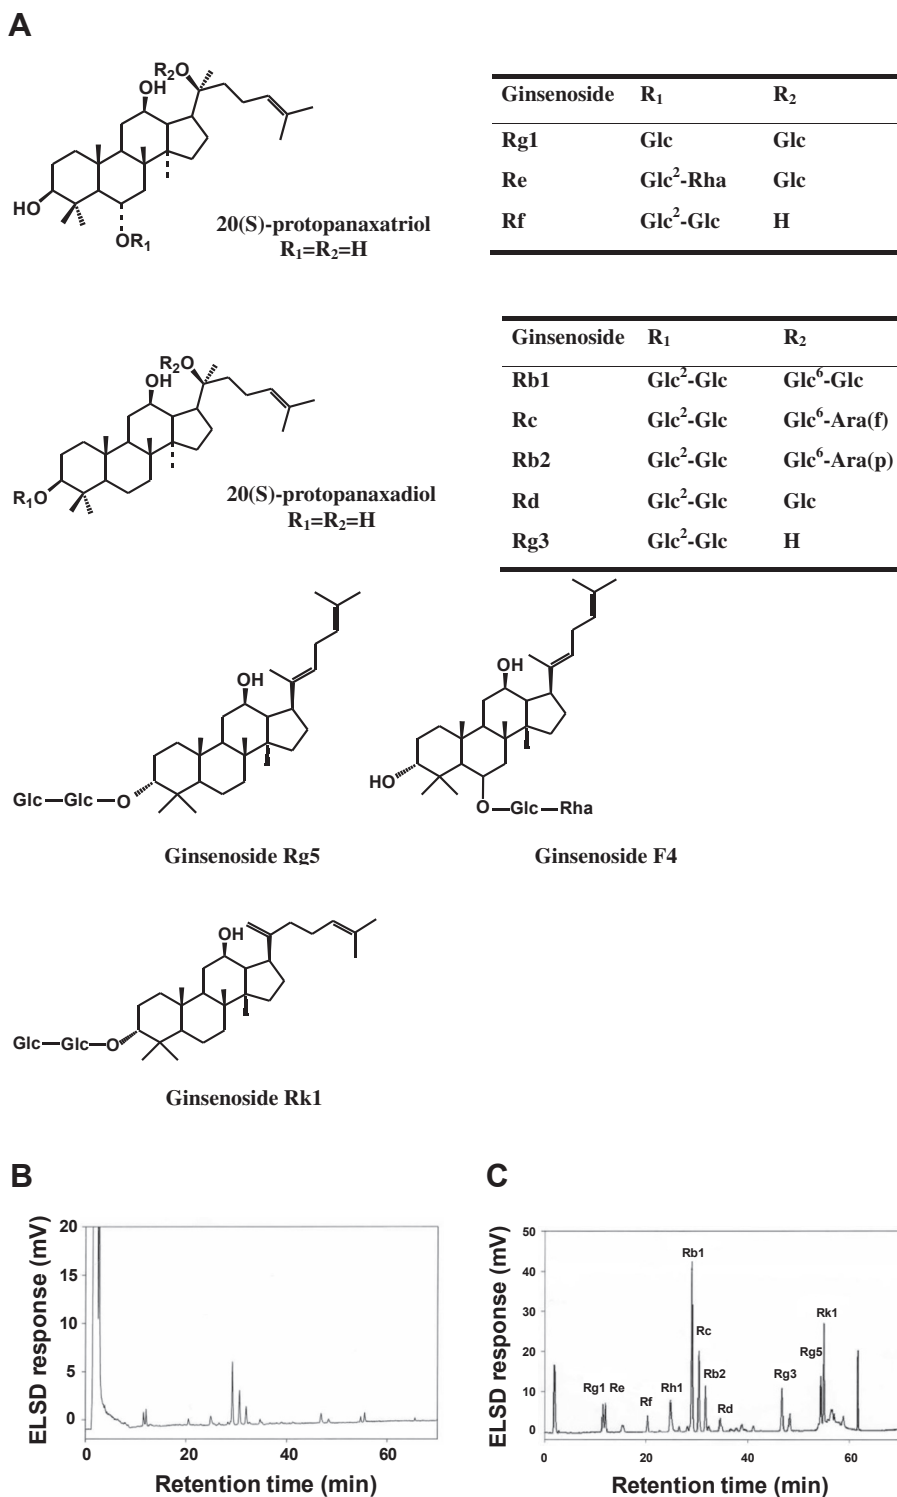 A
R₂O
OH
HO
OR₁
20(S)-protopanaxatriol
R₁=R₂=H
Ginsenoside R₁ R₂
Rg1 Glc Glc
Re Glc²-Rha Glc
Rf Glc²-Glc H
R₂O
OH
R₁O
20(S)-protopanaxadiol
R₁=R₂=H
Ginsenoside R₁ R₂
Rb1 Glc²-Glc Glc⁶-Glc
Rc Glc²-Glc Glc⁶-Ara(f)
Rb2 Glc²-Glc Glc⁶-Ara(p)
Rd Glc²-Glc Glc
Rg3 Glc²-Glc H
OH
Glc—Glc—O
Ginsenoside Rg5
OH
HO
O—Glc—Rha
Ginsenoside F4
OH
Glc—Glc—O
Ginsenoside Rk1
B
ELSD response (mV)
20
15
10
5
0
0 20 40 60
Retention time (min)
C
ELSD response (mV)
50
40
30
20
10
0
Rg1 Re Rf Rh1 Rb1 Rc Rb2 Rd Rg3 Rg5 Rk1
0 20 40 60
Retention time (min)